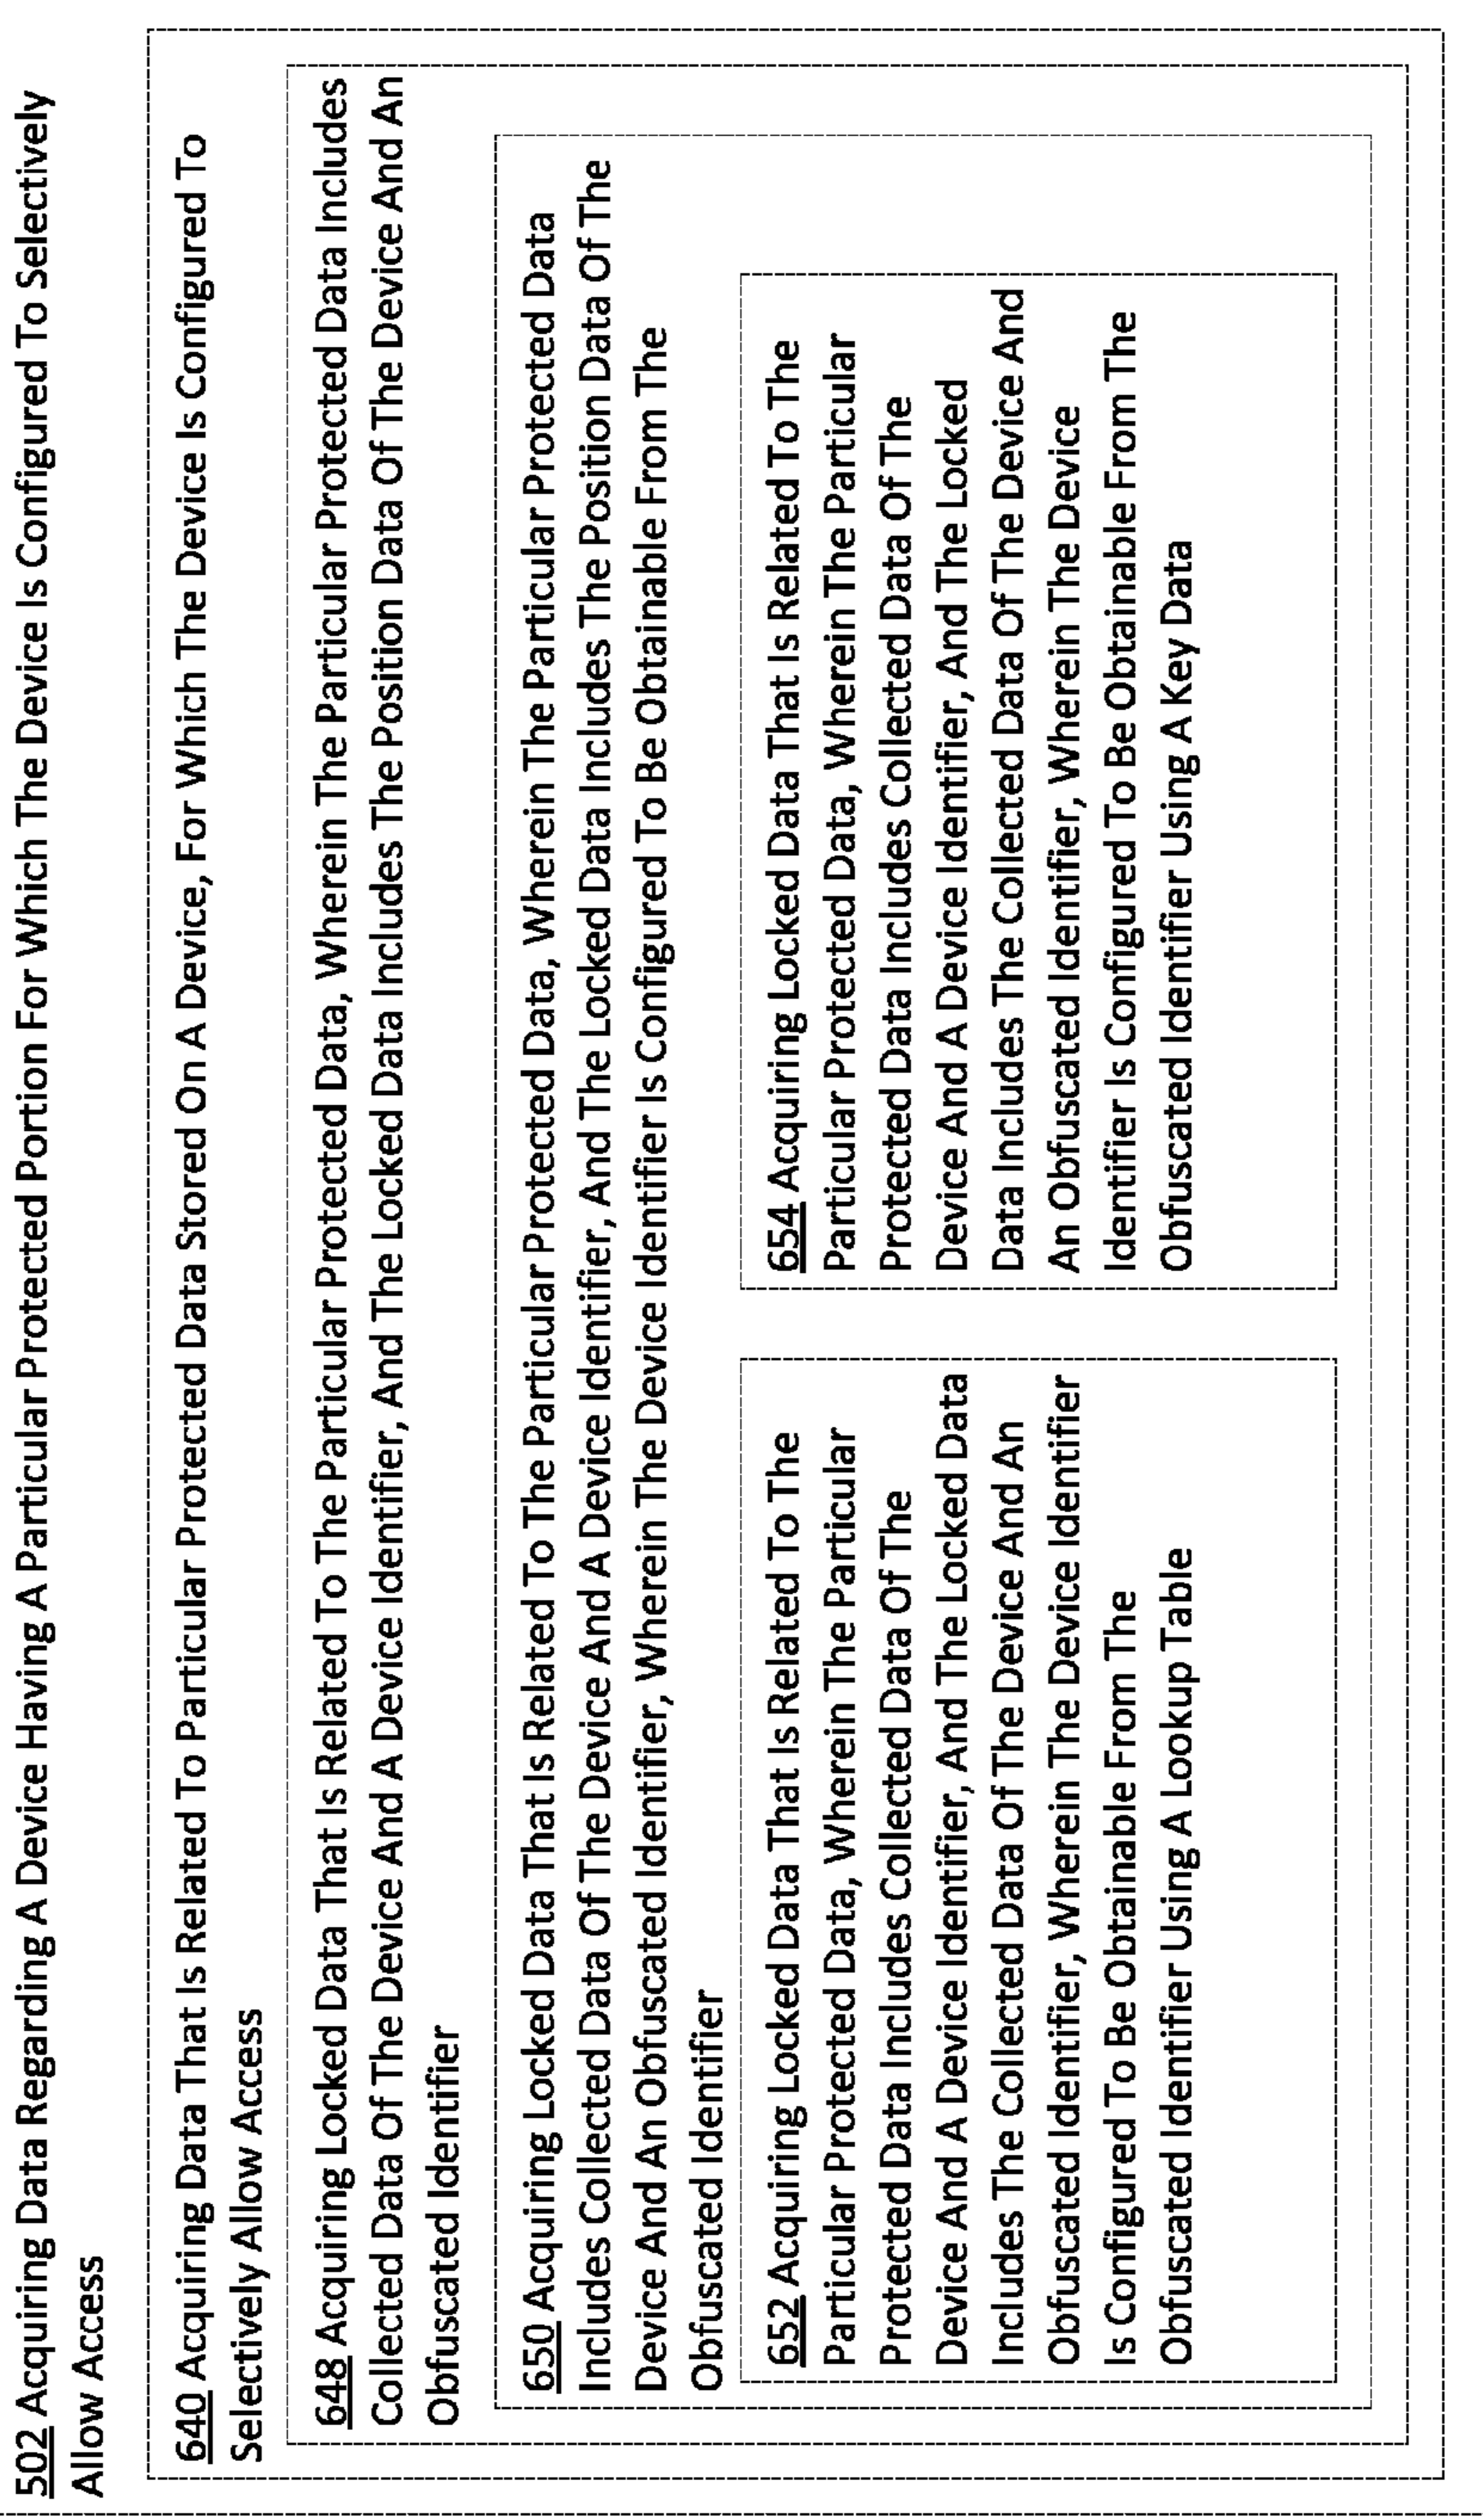 502 Acquiring Data Regarding A Device Having A Particular Protected Portion For Which The Device Is Configured To Selectively
Allow Access
640 Acquiring Data That Is Related To Particular Protected Data Stored On A Device, For Which The Device Is Configured To
Selectively Allow Access
648 Acquiring Locked Data That Is Related To The Particular Protected Data, Wherein The Particular Protected Data Includes
Collected Data Of The Device And A Device Identifier, And The Locked Data Includes The Position Data Of The Device And An
Obfuscated Identifier
650 Acquiring Locked Data That Is Related To The Particular Protected Data, Wherein The Particular Protected Data
Includes Collected Data Of The Device And A Device Identifier, And The Locked Data Includes The Position Data Of The
Device And An Obfuscated Identifier, Wherein The Device Identifier Is Configured To Be Obtainable From The
Obfuscated Identifier
652 Acquiring Locked Data That Is Related To The
Particular Protected Data, Wherein The Particular
Protected Data Includes Collected Data Of The
Device And A Device Identifier, And The Locked Data
Includes The Collected Data Of The Device And An
Obfuscated Identifier, Wherein The Device Identifier
Is Configured To Be Obtainable From The
Obfuscated Identifier Using A Lookup Table
654 Acquiring Locked Data That Is Related To The
Particular Protected Data, Wherein The Particular
Protected Data Includes Collected Data Of The
Device And A Device Identifier, And The Locked
Data Includes The Collected Data Of The Device And
An Obfuscated Identifier, Wherein The Device
Identifier Is Configured To Be Obtainable From The
Obfuscated Identifier Using A Key Data